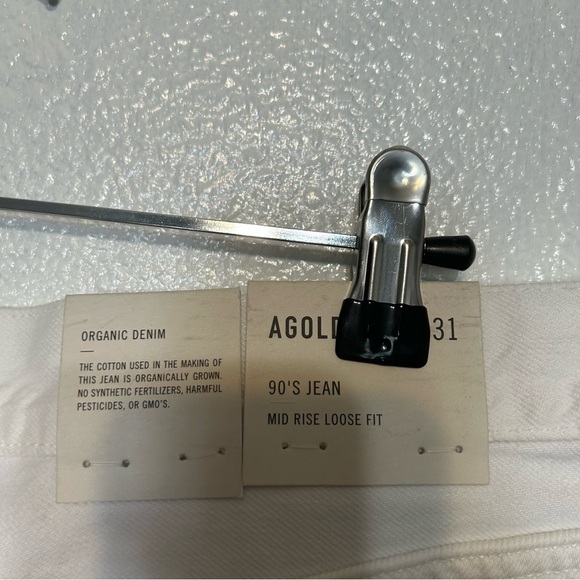 ORGANIC DENIM
THE COTTON USED IN THE MAKING OF
THIS JEAN IS ORGANICALLY GROWN.
NO SYNTHETIC FERTILIZERS, HARMFUL
PESTICIDES, OR GMO'S.
AGOLD 31
90'S JEAN
MID RISE LOOSE FIT